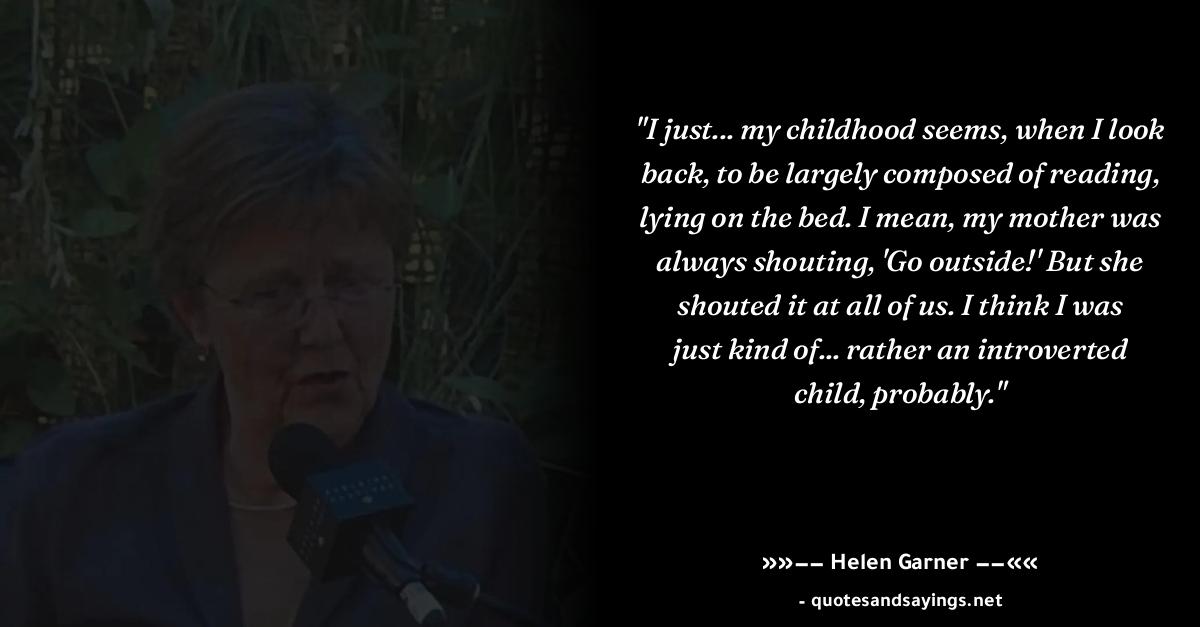 "I just... my childhood seems, when I look
back, to be largely composed of reading,
lying on the bed. I mean, my mother was
always shouting, 'Go outside!' But she
shouted it at all of us. I think I was
just kind of... rather an introverted
child, probably."
»»−− Helen Garner −−««
- quotesandsayings.net